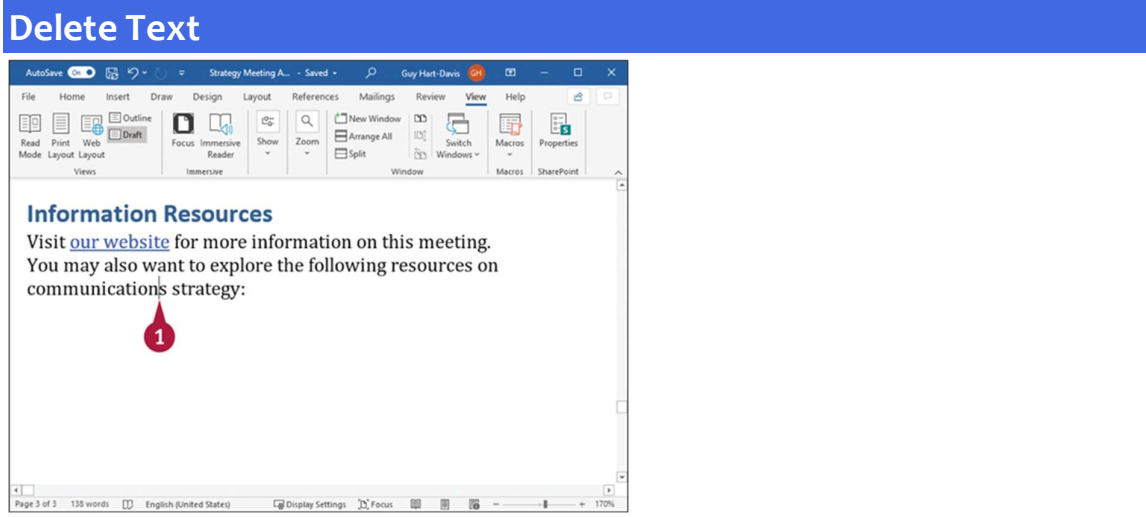 Delete Text
AutoSave On Strategy Meeting A... - Saved Guy Hart-Davis GH
File Home Insert Draw Design Layout References Mailings Review View Help
Read Mode
Print Layout
Web Layout
Outline
Draft
Views
Focus
Immersive Reader
Immersive
Show
Zoom
New Window
Arrange All
Split
Switch Windows
Window
Macros
Macros
Properties
SharePoint
Information Resources
Visit our website for more information on this meeting.
You may also want to explore the following resources on
communications strategy:
1
Page 3 of 3 138 words English (United States) Display Settings Focus 170%